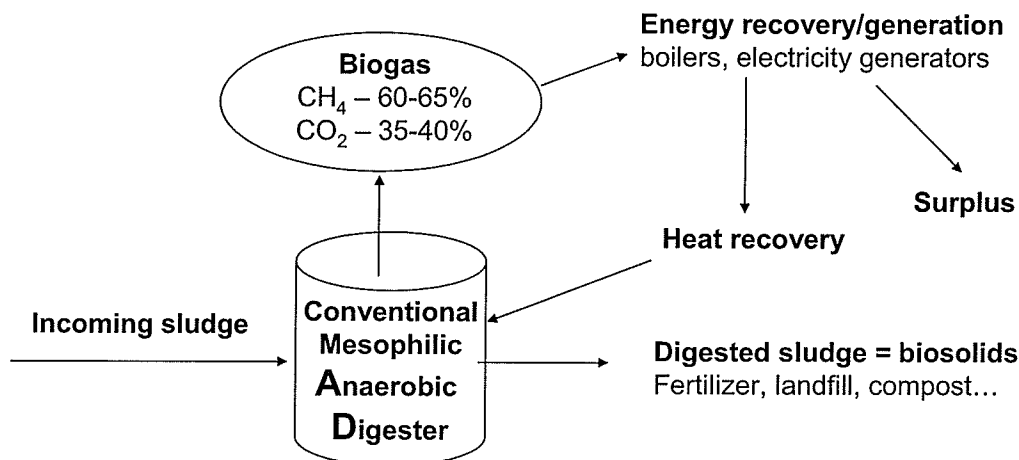 Energy recovery/generation
boilers, electricity generators
Biogas
CH₄ – 60-65%
CO₂ – 35-40%
Surplus
Heat recovery
Incoming sludge
Conventional
Mesophilic
Anaerobic
Digester
Digested sludge = biosolids
Fertilizer, landfill, compost…